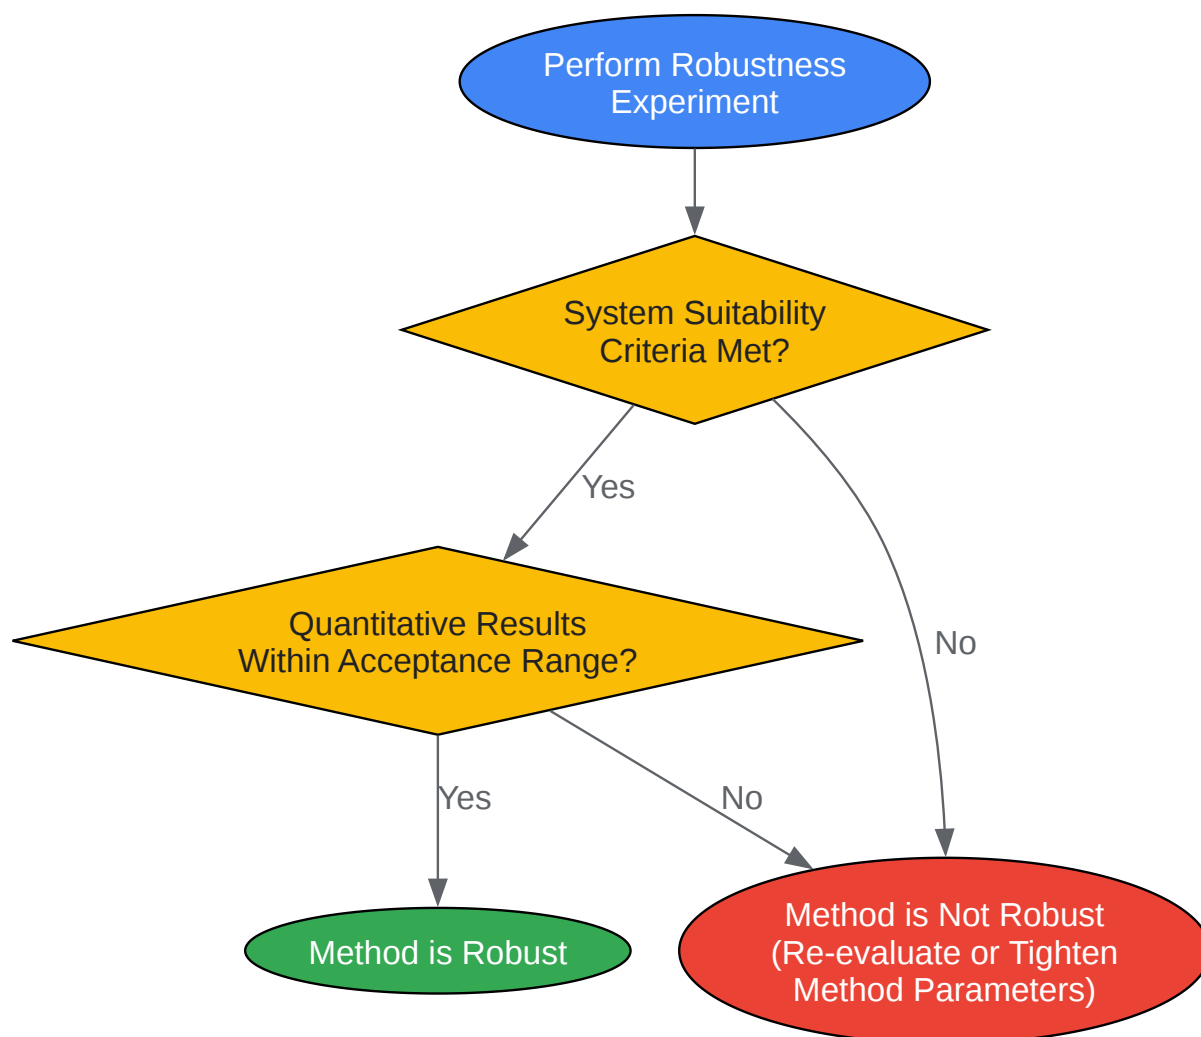 Perform Robustness
Experiment
System Suitability
Criteria Met?
Yes
Quantitative Results
Within Acceptance Range?
No
Yes
No
Method is Robust
Method is Not Robust
(Re-evaluate or Tighten
Method Parameters)